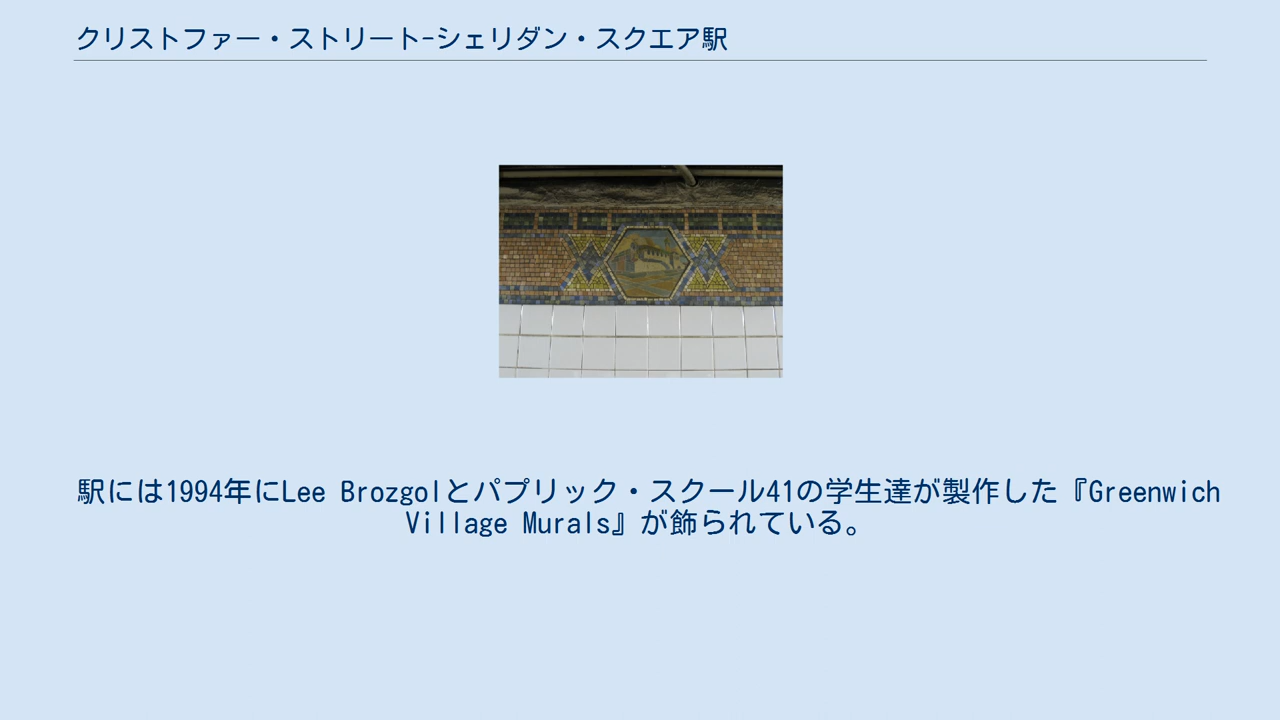 クリストファー・ストリート-シェリダン・スクエア駅
駅には1994年にLee Brozgolとパプリック・スクール41の学生達が製作した『Greenwich
Village Murals』が飾られている。